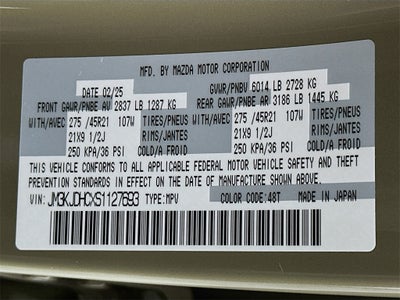 MFD. BY MAZDA MOTOR CORPORATION
DATE 02/25 GVWR/PNBV 6014 LB 2728 KG
FRONT GAWR/PNBE AV 2837 LB 1287 KG REAR GAWR/PNBE AR 3186 LB 1445 KG
WITH/AVEC 275 /45R21 107W TIRES/PNEUS WITH/AVEC 275 /45R21 107W TIRES/PNEUS
21X9 1/2J RIMS/JANTES 21X9 1/2J RIMS/JANTES
250 KPA/36 PSI COLD/A FROID 250 KPA/36 PSI COLD/A FROID
THIS VEHICLE CONFORMS TO ALL APPLICABLE FEDERAL MOTOR VEHICLE SAFETY AND THEFT
PREVENTION STANDARDS IN EFFECT ON THE DATE OF MANUFACTURE SHOWN ABOVE.
VIN: JM3KJDHCXS1127693 TYPE:MPV COLOR CODE:48T MADE IN JAPAN